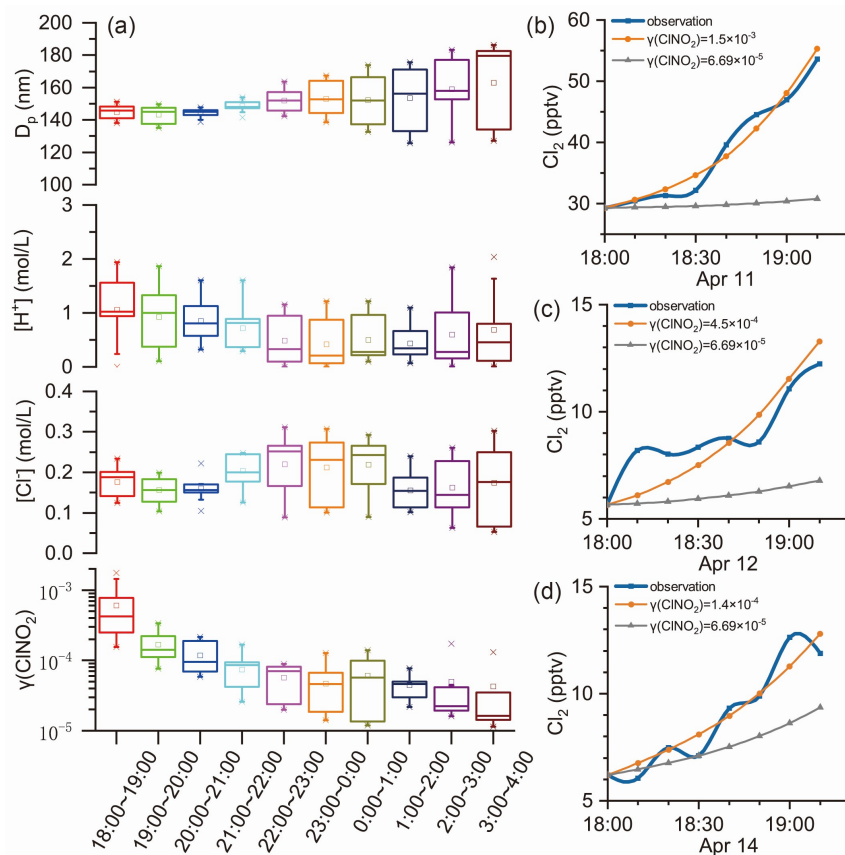 (a)
200
180
160
140
120
100
Dₚ (nm)
3
2
1
0
[H⁺] (mol/L)
0.4
0.3
0.2
0.1
0.0
[Cl⁻] (mol/L)
10⁻³
10⁻⁴
10⁻⁵
γ(ClNO₂)
18:00~19:00
19:00~20:00
20:00~21:00
21:00~22:00
22:00~23:00
23:00~0:00
0:00~1:00
1:00~2:00
2:00~3:00
3:00~4:00
(b)
60
50
40
30
Cl₂ (pptv)
observation
γ(ClNO₂)=1.5×10⁻³
γ(ClNO₂)=6.69×10⁻⁵
18:00 18:30 19:00
Apr 11
(c)
15
10
5
Cl₂ (pptv)
observation
γ(ClNO₂)=4.5×10⁻⁴
γ(ClNO₂)=6.69×10⁻⁵
18:00 18:30 19:00
Apr 12
(d)
15
10
5
Cl₂ (pptv)
observation
γ(ClNO₂)=1.4×10⁻⁴
γ(ClNO₂)=6.69×10⁻⁵
18:00 18:30 19:00
Apr 14